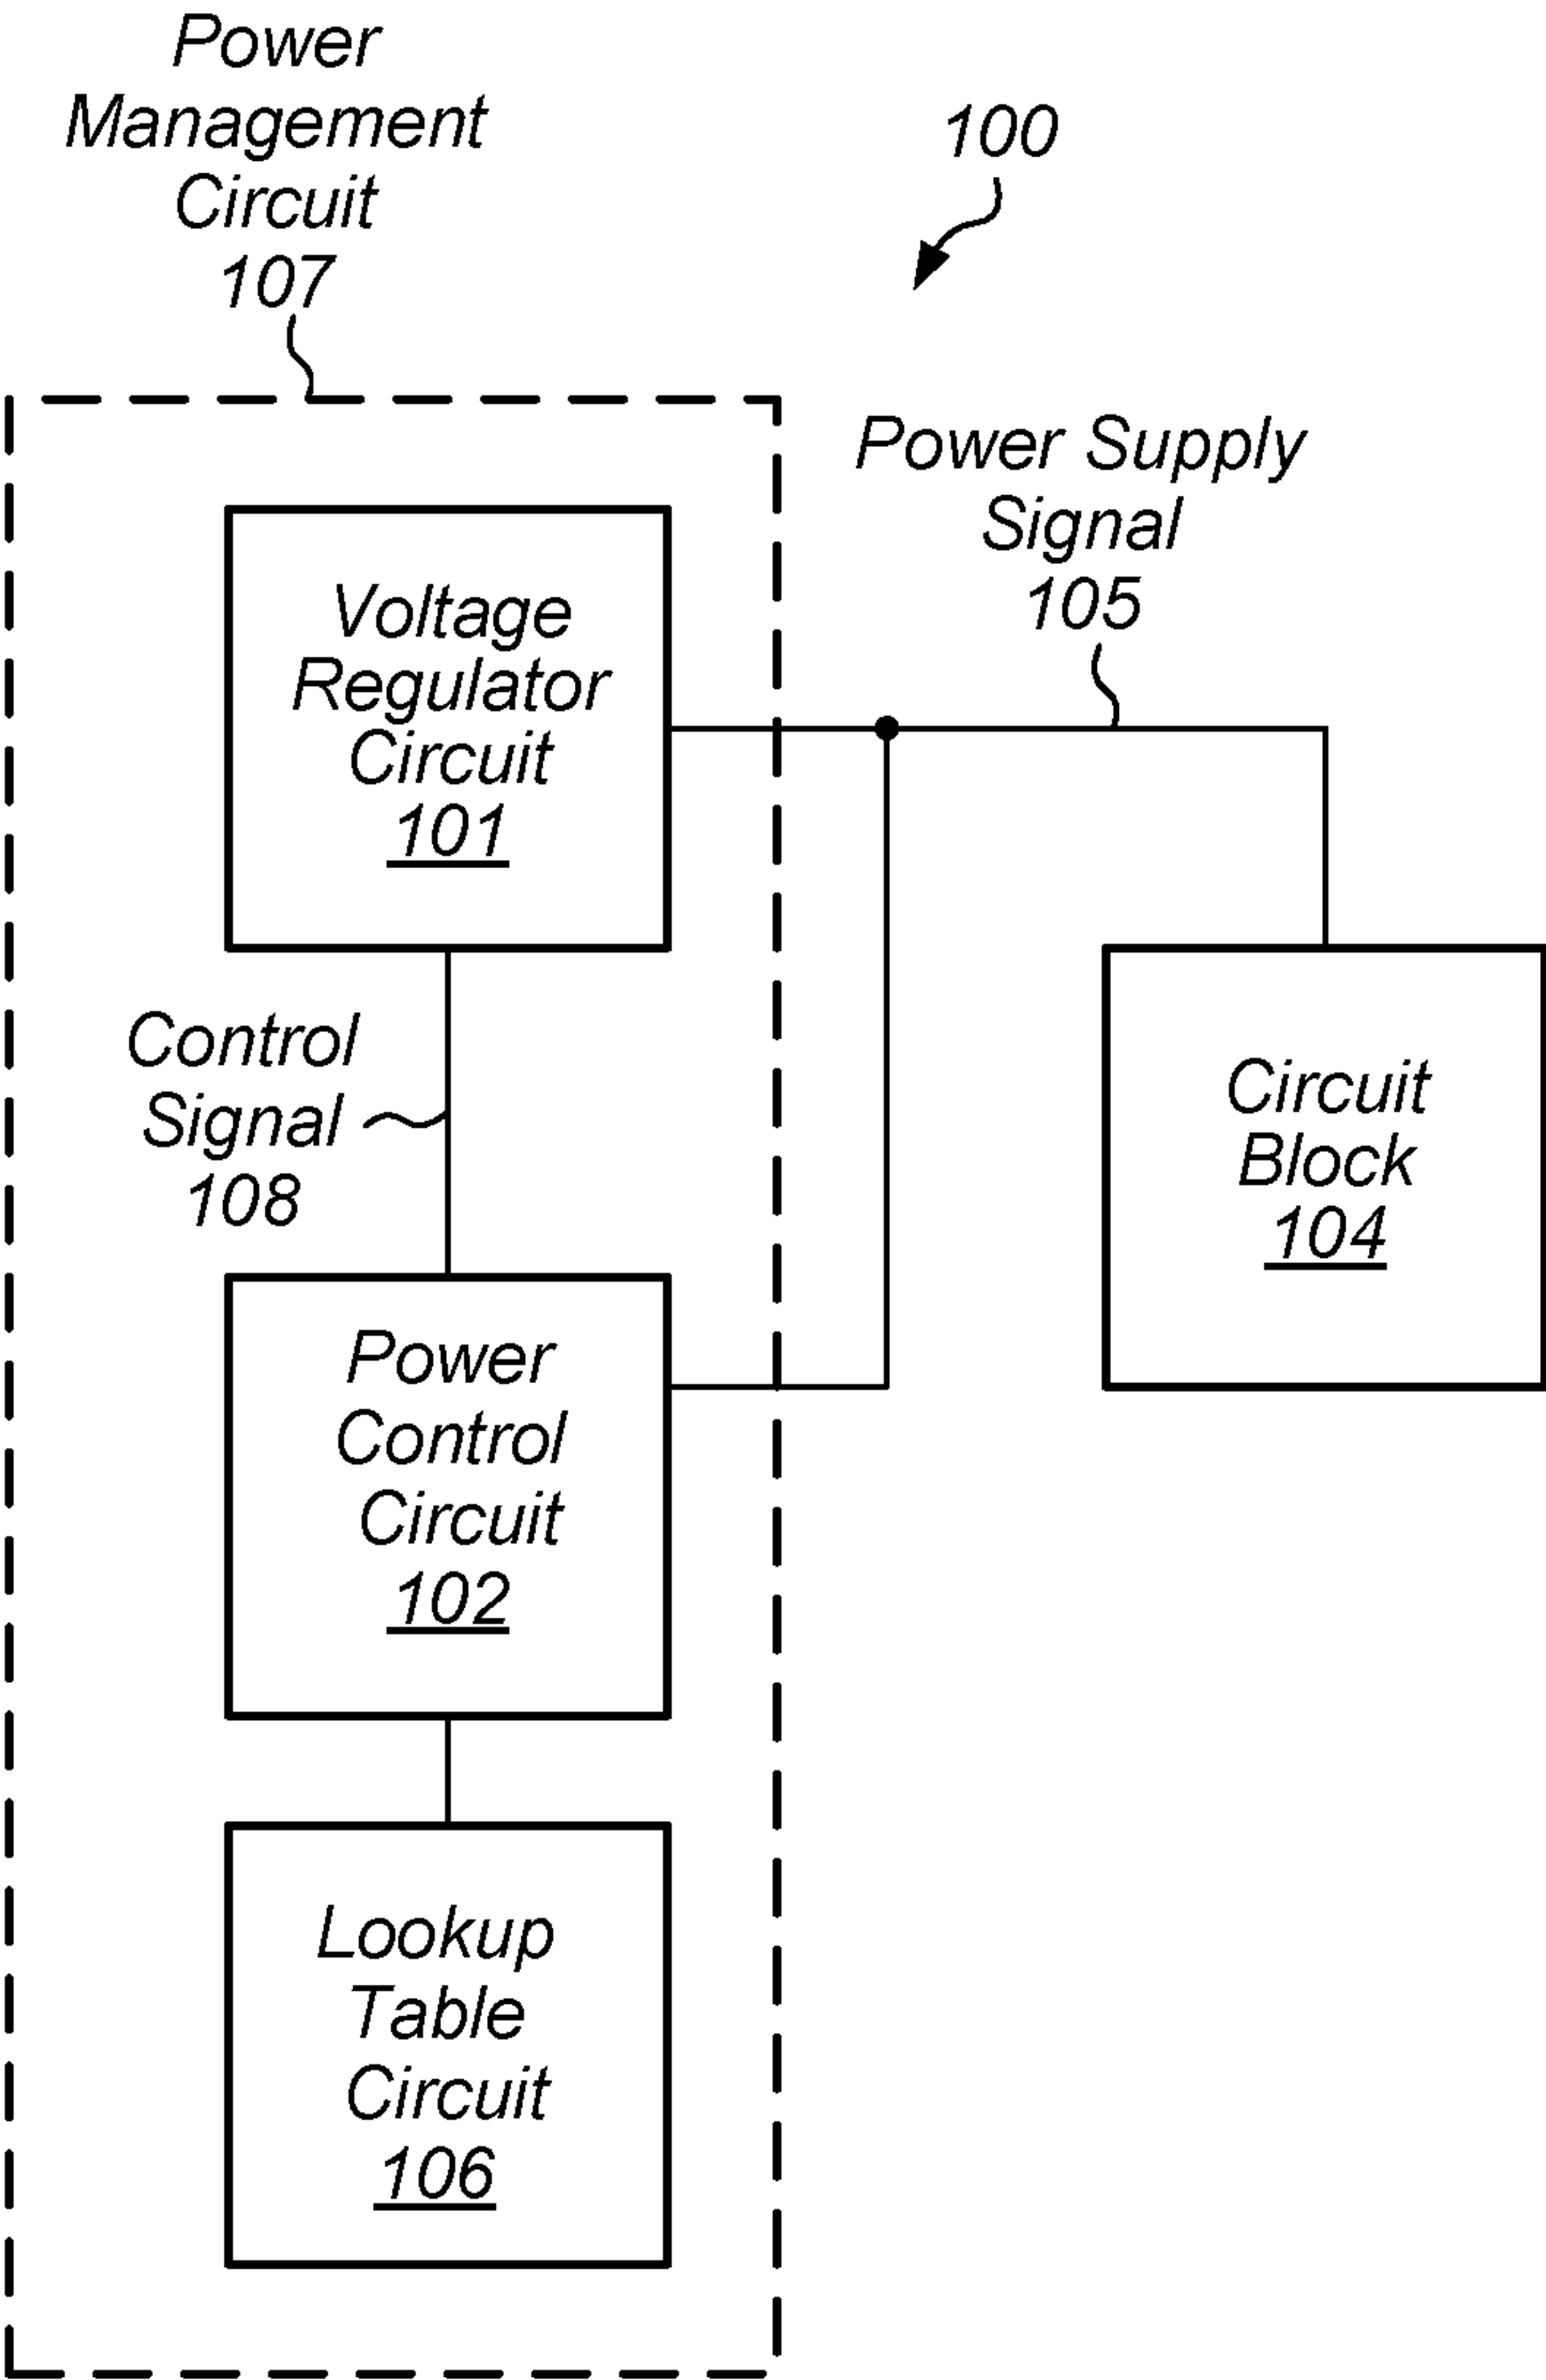 Power
Management
Circuit
107
100
Power Supply
Signal
105
Voltage
Regulator
Circuit
101
Control
Signal
108
Circuit
Block
104
Power
Control
Circuit
102
Lookup
Table
Circuit
106